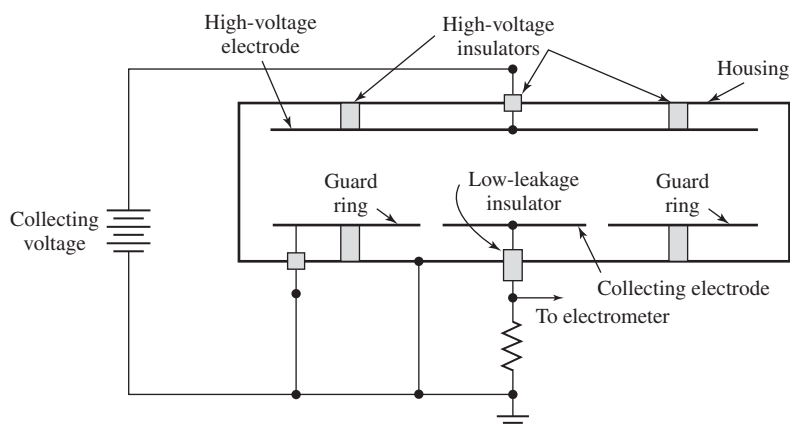 High-voltage
electrode
High-voltage
insulators
Housing
Guard
ring
Low-leakage
insulator
Guard
ring
Collecting
voltage
Collecting electrode
To electrometer